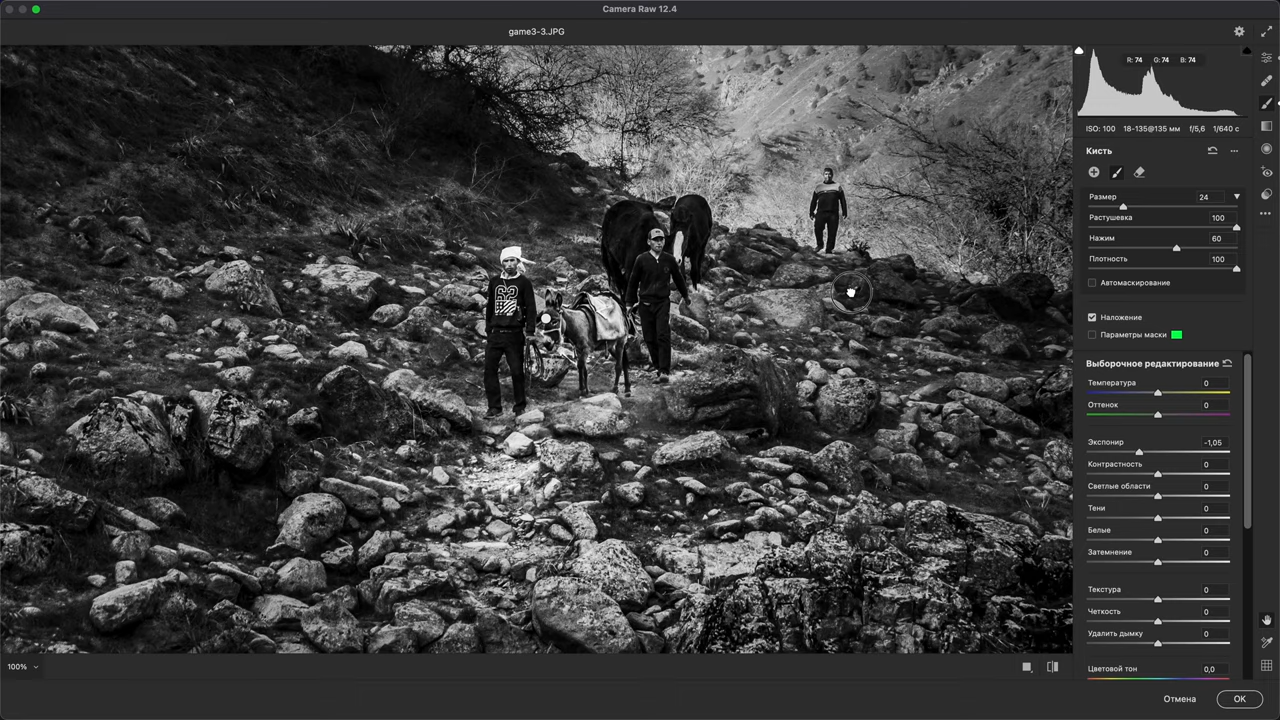 Camera Raw 12.4
game3-3.JPG
R: 74 G: 74 B: 74
ISO: 100 18-135@135 мм f/5,6 1/640 с
Кисть
Размер 24
Растушевка 100
Нажим 60
Плотность 100
Автомаскирование
Наложение
Параметры маски
Выборочное редактирование
Температура 0
Оттенок 0
Экспонир -1,05
Контрастность 0
Светлые области 0
Тени 0
Белые 0
Затемнение 0
Текстура 0
Четкость 0
Удалить дымку 0
Цветовой тон 0,0
62
100%
Отмена OK